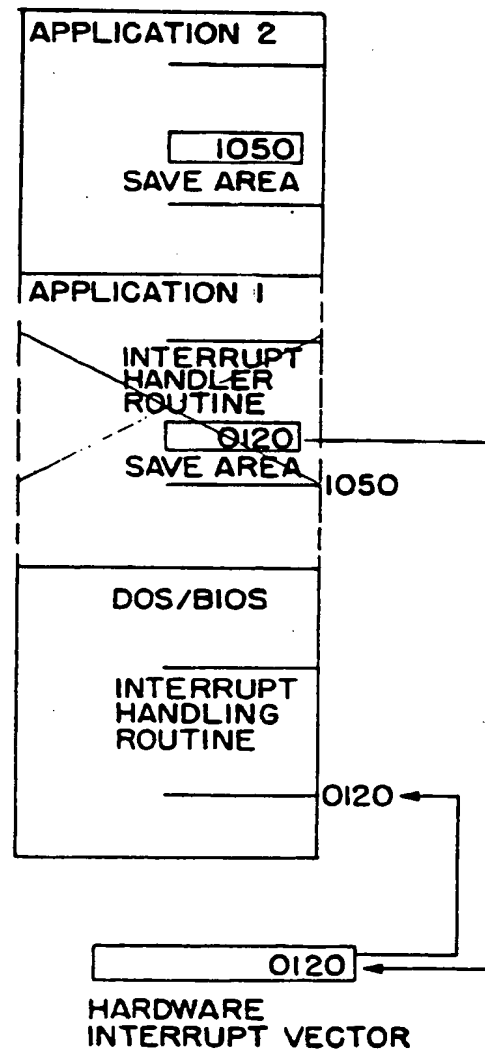 APPLICATION 2
1050
SAVE AREA
APPLICATION 1
INTERRUPT
HANDLER
ROUTINE
0120
SAVE AREA
1050
DOS/BIOS
INTERRUPT
HANDLING
ROUTINE
0120
0120
HARDWARE
INTERRUPT VECTOR